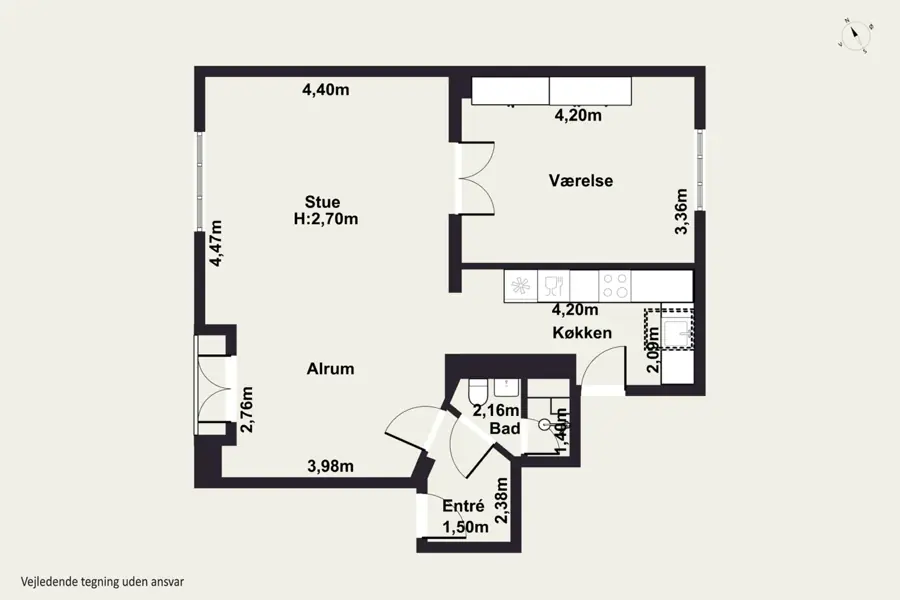 N
Ø
V
S
4,40m
4,20m
Værelse
Stue
H:2,70m
4,47m
3,36m
4,20m
Køkken
2,09m
Alrum
2,76m
2,16m
Bad
1,40m
3,98m
Entré
1,50m
2,38m
Vejledende tegning uden ansvar